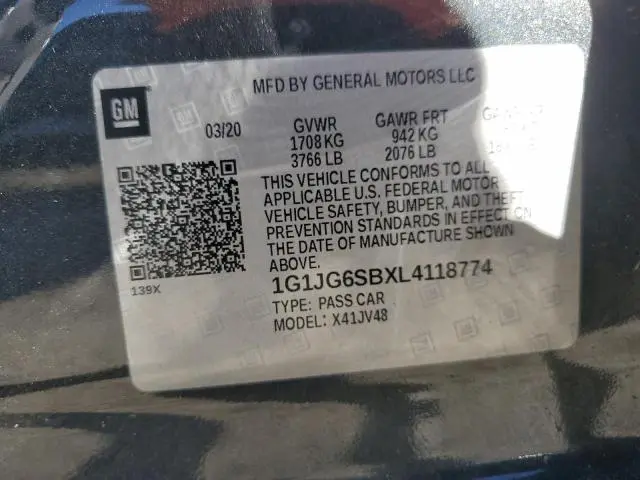 MFD BY GENERAL MOTORS LLC
GM
03/20 GVWR GAWR FRT
1708 KG 942 KG
3766 LB 2076 LB
THIS VEHICLE CONFORMS TO ALL
APPLICABLE U.S. FEDERAL MOTOR
VEHICLE SAFETY, BUMPER, AND THEFT
PREVENTION STANDARDS IN EFFECT ON
THE DATE OF MANUFACTURE SHOWN
ABOVE.
139X
1G1JG6SBXL4118774
TYPE: PASS CAR
MODEL: X41JV48